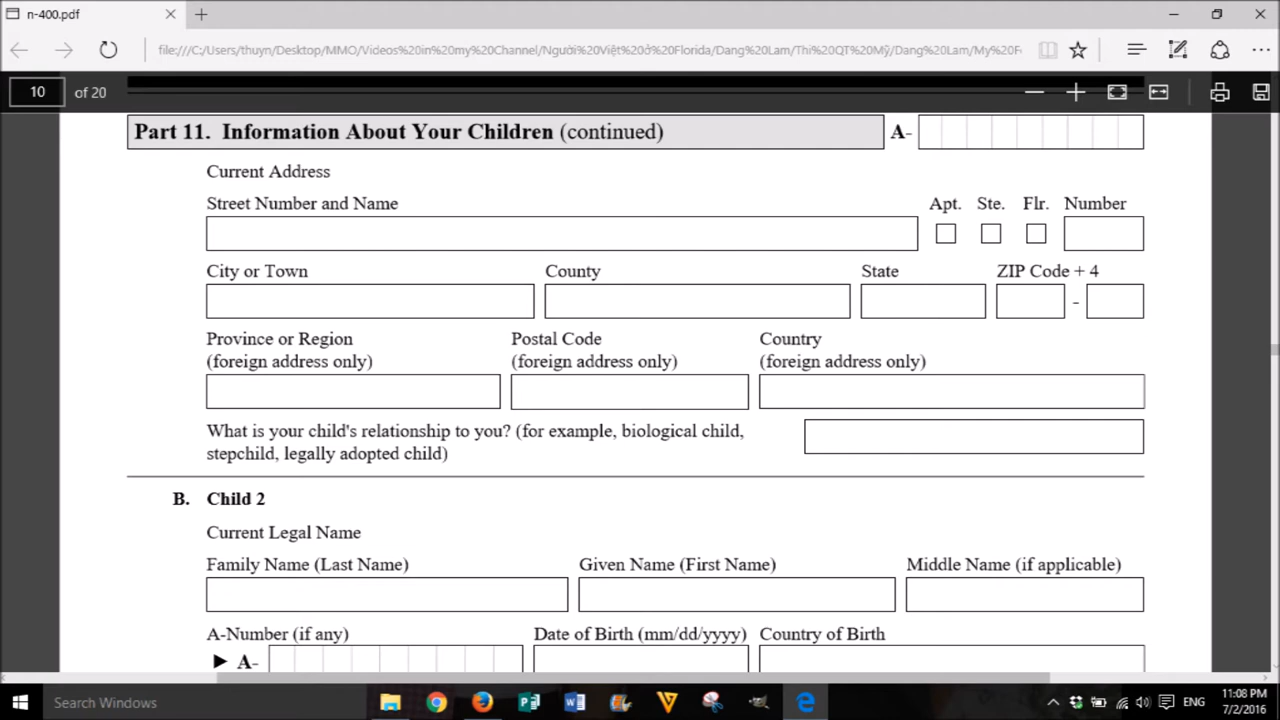 n-400.pdf
file:///C:/Users/thuyn/Desktop/MMO/Videos%20in%20my%20Channel/Người%20Việt%20ở%20Florida/Dang%20Lam/Thi%20QT%20Mỹ/Dang%20Lam/My%20F
10 of 20
Part 11. Information About Your Children (continued) A-
Current Address
Street Number and Name Apt. Ste. Flr. Number
City or Town County State ZIP Code + 4
-
Province or Region Postal Code Country
(foreign address only) (foreign address only) (foreign address only)
What is your child's relationship to you? (for example, biological child,
stepchild, legally adopted child)
B. Child 2
Current Legal Name
Family Name (Last Name) Given Name (First Name) Middle Name (if applicable)
A-Number (if any) Date of Birth (mm/dd/yyyy) Country of Birth
► A-
Search Windows ENG 11:08 PM
7/2/2016